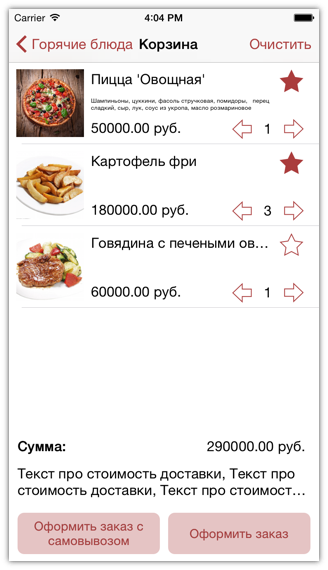 Carrier 4:04 PM
Горячие блюда Корзина Очистить
Пицца 'Овощная'
Шампиньоны, цуккини, фасоль стручковая, помидоры, перец
сладкий, сыр, лук, соус из укропа, масло розмариновое
50000.00 руб. 1
Картофель фри
180000.00 руб. 3
Говядина с печеными ов...
60000.00 руб. 1
Сумма: 290000.00 руб.
Текст про стоимость доставки, Текст про
стоимость доставки, Текст про стоимост...
Оформить заказ с
самовывозом
Оформить заказ